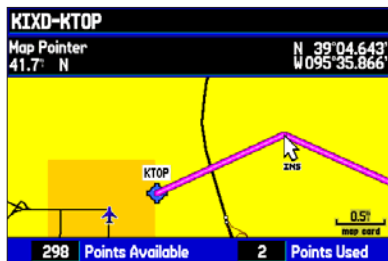 KIXD-KTOP
Map Pointer N 39°04.643'
41.7° N W095°35.866'
KTOP
INS
0.5°
map card
298 Points Available 2 Points Used